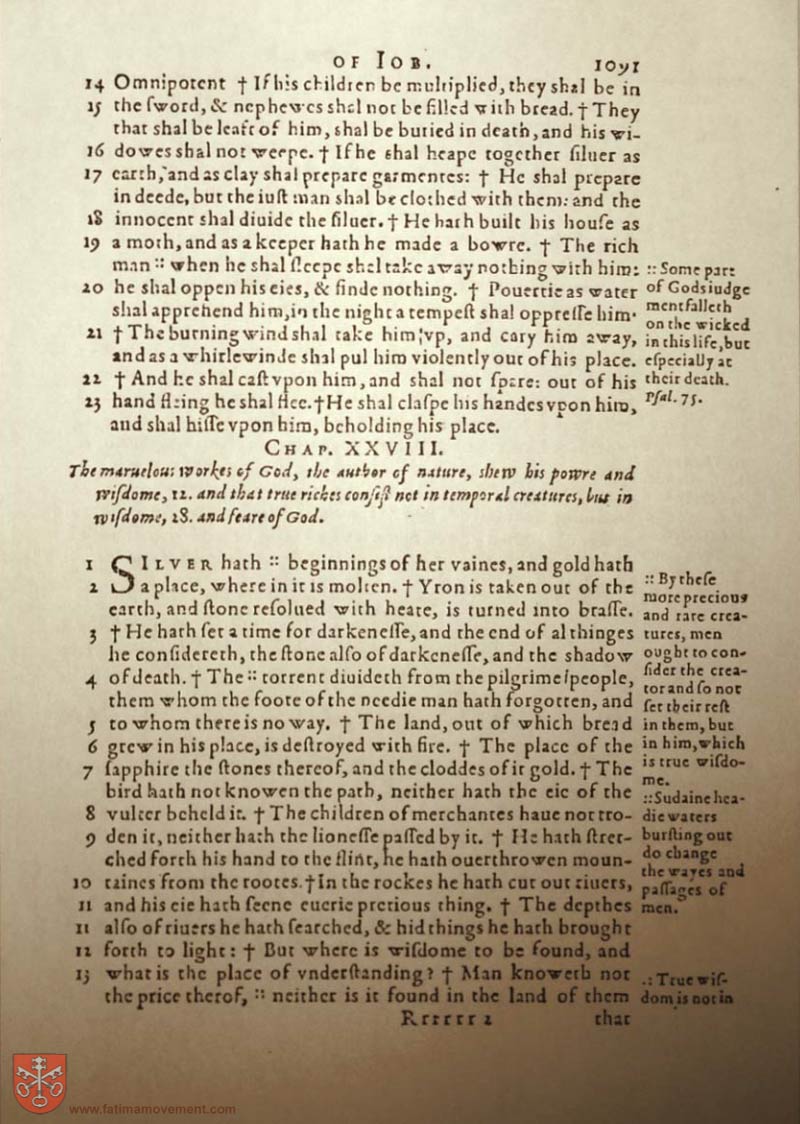 OF IOB. 1091
14 Omnipotent † If his children be multiplied, they shal be in
15 the ſword, & nephewes shal not be filled with bread. † They
that shal be leaft of him, shal be buried in death, and his wi-
16 dowes shal not weepe. † If he shal heape together ſiluer as
17 earth, and as clay shal prepare garmentes: † He shal prepare
in deede, but the iuſt man shal be clothed with them: and the
18 innocent shal diuide the ſiluer. † He hath built his houſe as
19 a moth, and as a keeper hath he made a bowre. † The rich
man :: when he shal ſleepe shal take away nothing with him:
20 he shal oppen his eies, & finde nothing. † Pouertie as water
shal apprehend him, in the night a tempeſt shal oppreſſe him.
21 † The burning wind shal take him vp, and cary him away,
and as a whirlewinde shal pul him violently out of his place.
22 † And he shal caſt vpon him, and shal not ſpare: out of his
23 hand fleing he shal flee. † He shal claſpe his handes vpon him,
and shal hiſſe vpon him, beholding his place.
:: Some part
of Gods iudge
ment falleth
on the wicked
in this life, but
eſpecially at
their death.
Pſal. 75.
CHAP. XXVIII.
The maruelous workes of God, the author of nature, shew his powre and
wiſdome, 12. and that true riches conſiſt not in temporal creatures, but in
wiſdome, 28. and feare of God.
1 SILVER hath :: beginnings of her vaines, and gold hath
2 a place, where in it is molten. † Yron is taken out of the
earth, and ſtone reſolued with heate, is turned into braſſe.
3 † He hath ſet a time for darkeneſſe, and the end of al thinges
he conſidereth, the ſtone alſo of darkeneſſe, and the shadow
4 of death. † The :: torrent diuideth from the pilgrime people,
them whom the foote of the needie man hath forgotten, and
5 to whom there is no way. † The land, out of which bread
6 grew in his place, is deſtroyed with fire. † The place of the
7 ſapphire the ſtones thereof, and the cloddes of it gold. † The
bird hath not knowen the path, neither hath the eie of the
8 vulter beheld it. † The children of merchantes haue not tro-
9 den it, neither hath the lioneſſe paſſed by it. † He hath ſtret-
ched forth his hand to the flint, he hath ouerthrowen moun-
10 taines from the rootes. † In the rockes he hath cut out riuers,
11 and his eie hath ſeene euerie pretious thing. † The depthes
11 alſo of riuers he hath ſearched, & hid things he hath brought
12 forth to light: † But where is wiſdome to be found, and
13 what is the place of vnderſtanding? † Man knoweth not
the price therof, :: neither is it found in the land of them
:: By theſe
more precious
and rare crea-
tures, men
ought to con-
ſider the crea-
tor and ſo not
ſet their reſt
in them, but
in him, which
is true wiſdo-
me.
:: Sudaine hea-
die waters
burſting out
do change
the wayes and
paſſages of
men.
:: True wiſ-
dom is not in
Rrrrrr 2 that
www.fatimamovement.com